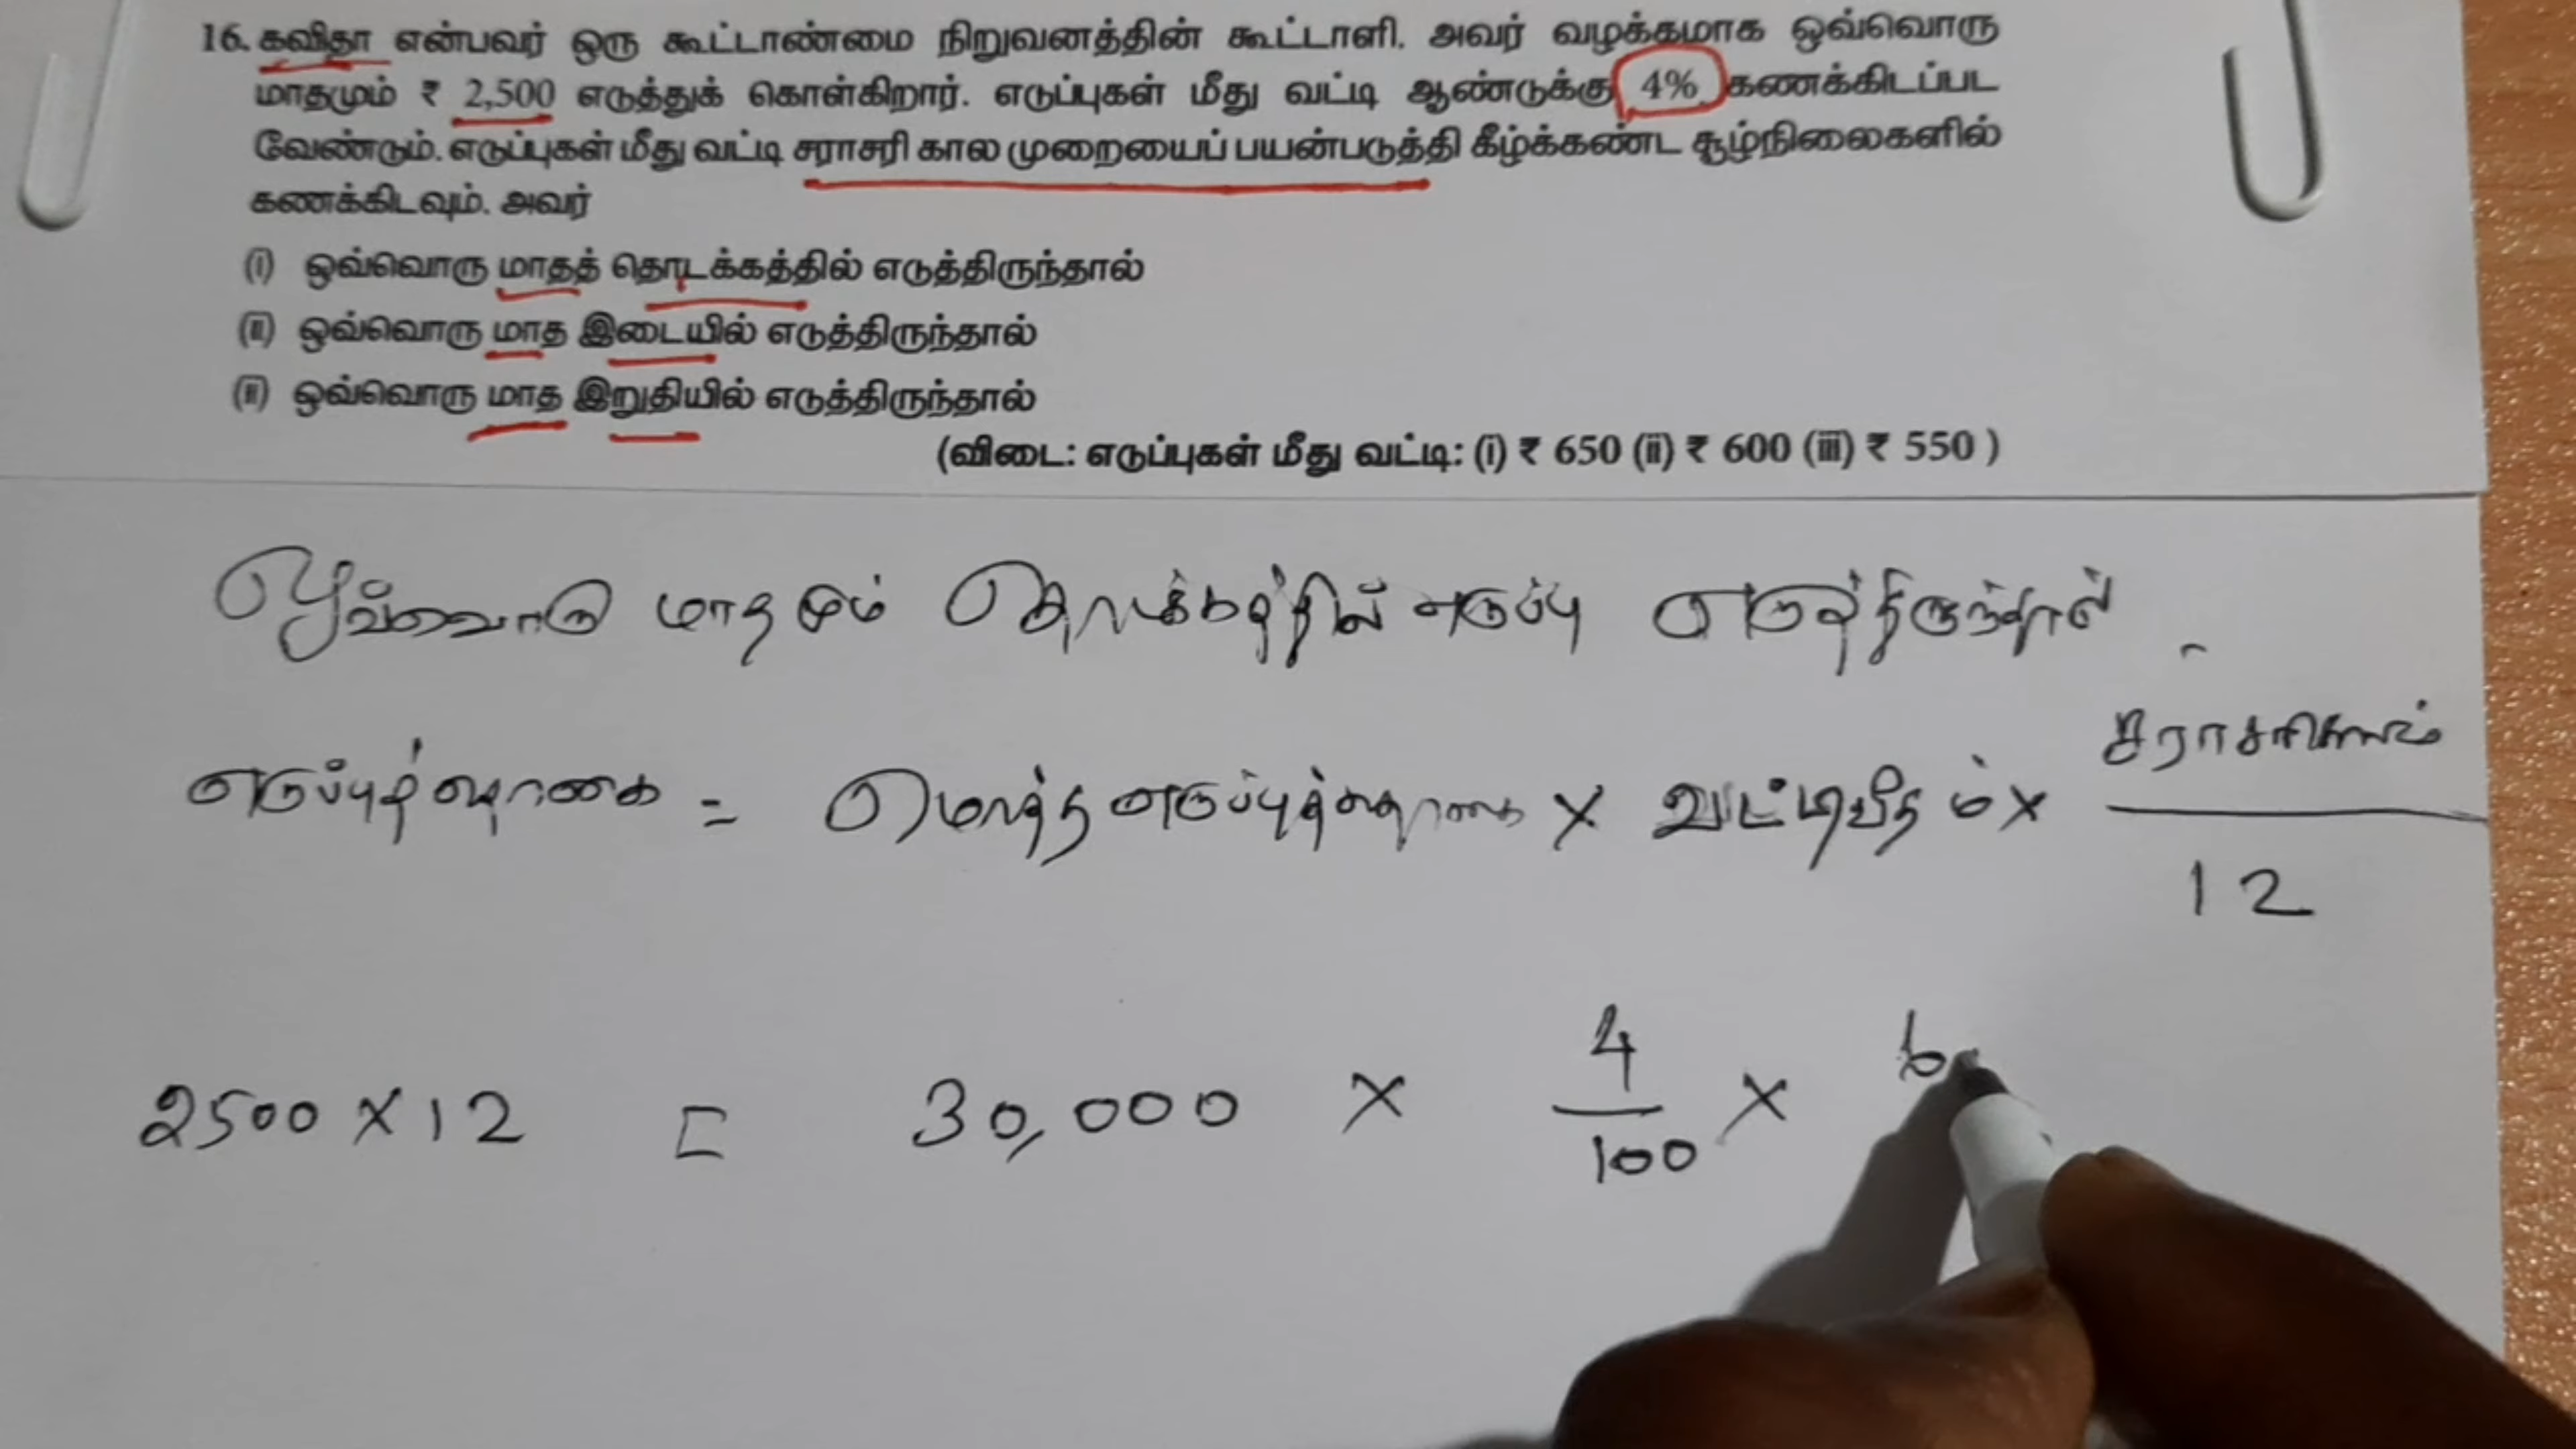 16. கவிதா என்பவர் ஒரு கூட்டாண்மை நிறுவனத்தின் கூட்டாளி. அவர் வழக்கமாக ஒவ்வொரு
மாதமும் ₹ 2,500 எடுத்துக் கொள்கிறார். எடுப்புகள் மீது வட்டி ஆண்டுக்கு 4% கணக்கிடப்பட
வேண்டும். எடுப்புகள் மீது வட்டி சராசரி கால முறையைப் பயன்படுத்தி கீழ்க்கண்ட சூழ்நிலைகளில்
கணக்கிடவும். அவர்
(i) ஒவ்வொரு மாதத் தொடக்கத்தில் எடுத்திருந்தால்
(ii) ஒவ்வொரு மாத இடையில் எடுத்திருந்தால்
(ii) ஒவ்வொரு மாத இறுதியில் எடுத்திருந்தால்
(விடை: எடுப்புகள் மீது வட்டி: (i) ₹ 650 (ii) ₹ 600 (iii) ₹ 550 )
ஒவ்வொரு மாதமும் தொடக்கத்தில் எடுப்பு எடுத்திருந்தால்
எடுப்புத்தொகை = மொத்த எடுப்புத்தொகை × வட்டிவீதம் × சராசரிகாலம் / 12
2500 × 12 = 30,000 × 4/100 × 6